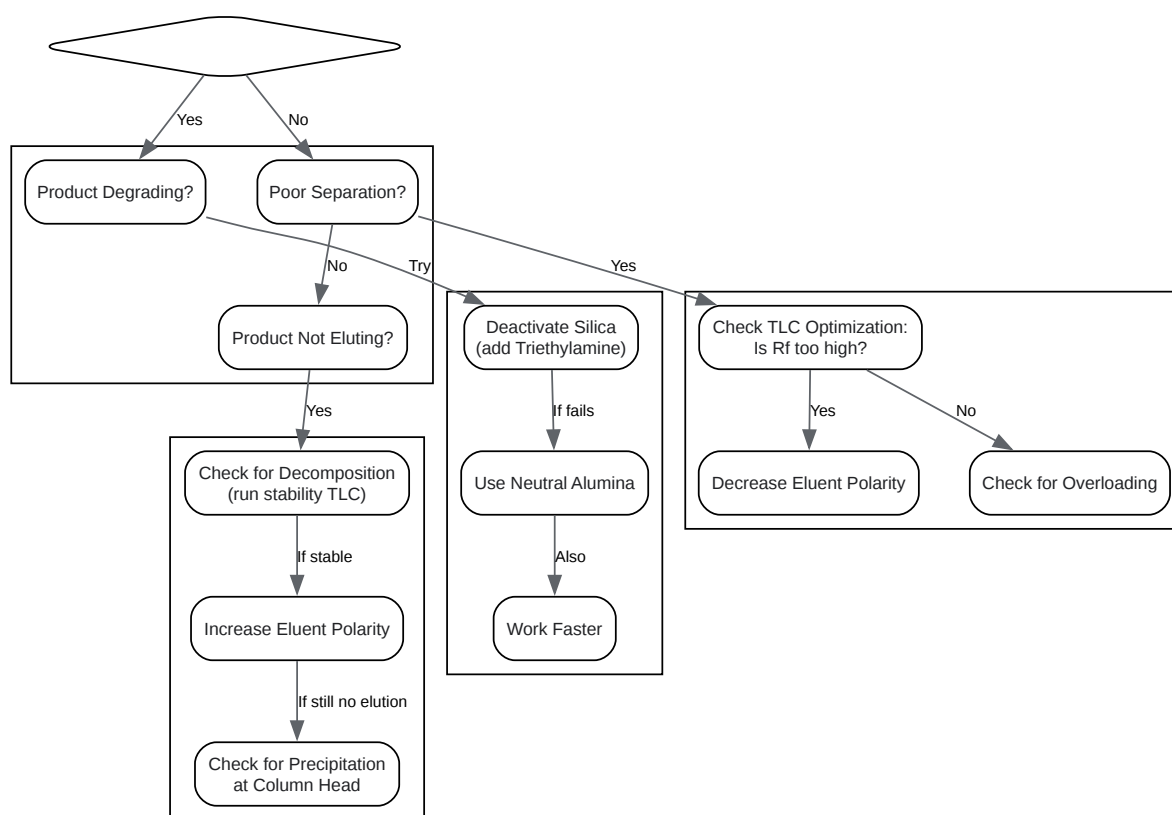 Yes
No
Product Degrading?
Poor Separation?
No
Try
Yes
Product Not Eluting?
Deactivate Silica
(add Triethylamine)
Check TLC Optimization:
Is Rf too high?
Yes
If fails
Yes
No
Check for Decomposition
(run stability TLC)
Use Neutral Alumina
Decrease Eluent Polarity
Check for Overloading
If stable
Also
Increase Eluent Polarity
Work Faster
If still no elution
Check for Precipitation
at Column Head